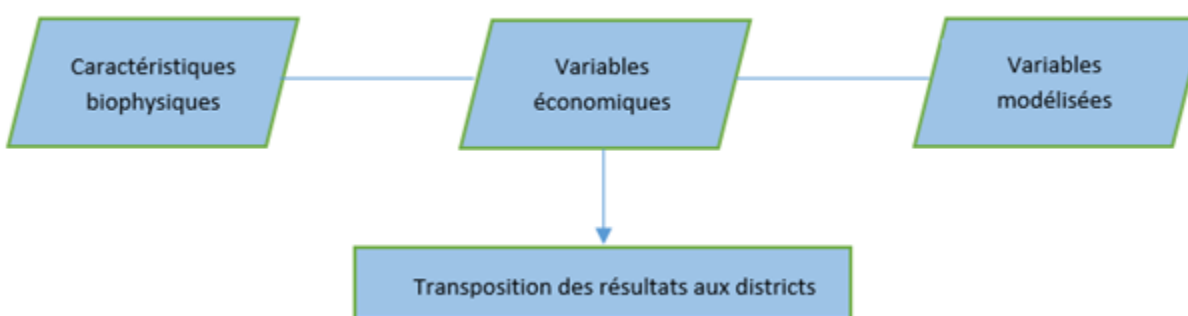 Caractéristiques
biophysiques
Variables
économiques
Variables
modélisées
Transposition des résultats aux districts